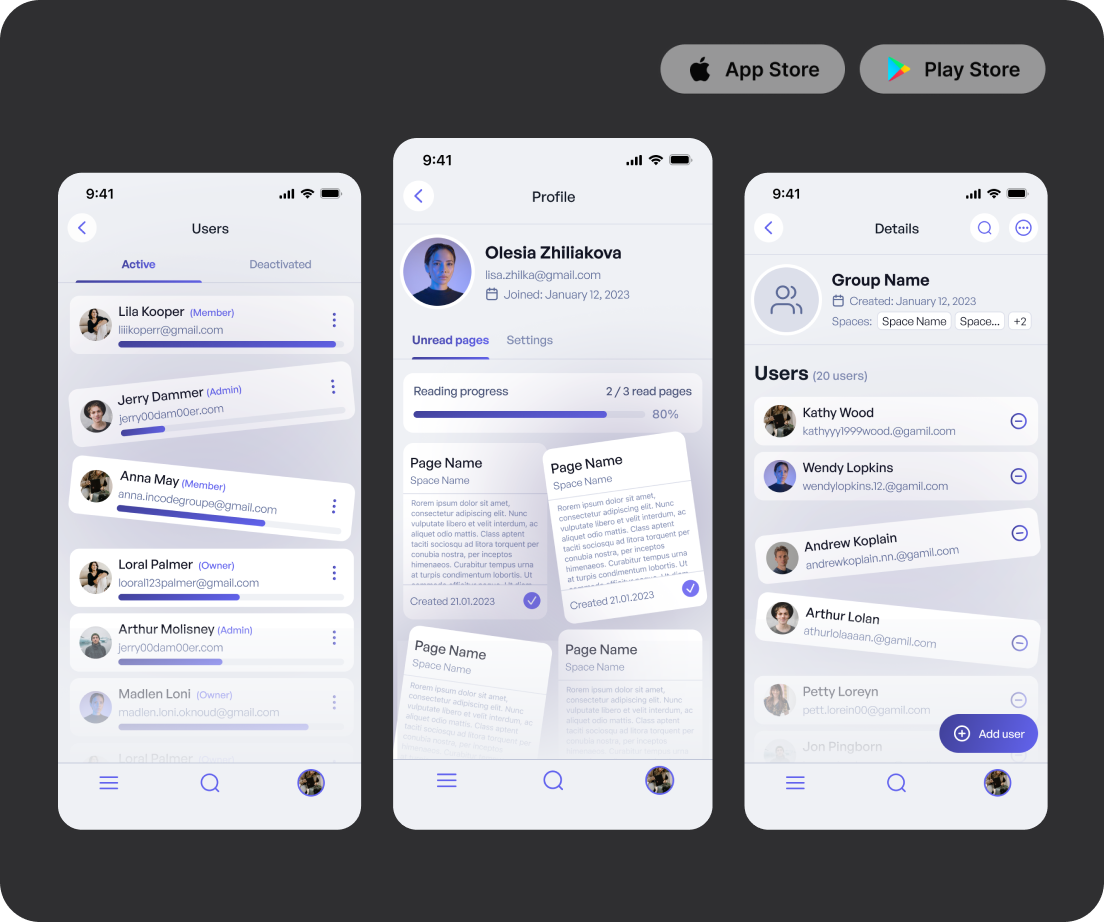 App Store
Play Store
9:41
Users
Active
Deactivated
Lila Kooper (Member)
liiikoperr@gmail.com
Jerry Dammer (Admin)
jerry00dam00er.com
Anna May (Member)
anna.incodegroupe@gmail.com
Loral Palmer (Owner)
looral123palmer@gmail.com
Arthur Molisney (Admin)
jerry00dam00er.com
Madlen Loni (Owner)
madlen.loni.oknoud@gmail.com
Loral Palmer (Owner)
9:41
Profile
Olesia Zhiliakova
lisa.zhilka@gmail.com
Joined: January 12, 2023
Unread pages
Settings
Reading progress
2 / 3 read pages
80%
Page Name
Space Name
Rorem ipsum dolor sit amet,
consectetur adipiscing elit. Nunc
vulputate libero et velit interdum, ac
aliquet odio mattis. Class aptent
taciti sociosqu ad litora torquent per
conubia nostra, per inceptos
himenaeos. Curabitur tempus urna
at turpis condimentum lobortis. Ut
commodo efficitur neque. Ut diam
Created 21.01.2023
Page Name
Space Name
Rorem ipsum dolor sit amet,
consectetur adipiscing elit. Nunc
vulputate libero et velit interdum, ac
aliquet odio mattis. Class aptent
taciti sociosqu ad litora torquent per
conubia nostra, per inceptos
himenaeos. Curabitur tempus urna
at turpis condimentum lobortis. Ut
commodo efficitur neque. Ut diam
Created 21.01.2023
Page Name
Space Name
Rorem ipsum dolor sit amet,
consectetur adipiscing elit. Nunc
vulputate libero et velit interdum, ac
aliquet odio mattis. Class aptent
taciti sociosqu ad litora torquent per
conubia nostra, per inceptos
Page Name
Space Name
Rorem ipsum dolor sit amet,
consectetur adipiscing elit. Nunc
vulputate libero et velit interdum, ac
aliquet odio mattis. Class aptent
taciti sociosqu ad litora torquent per
conubia nostra, per inceptos
9:41
Details
Group Name
Created: January 12, 2023
Spaces: Space Name Space... +2
Users (20 users)
Kathy Wood
kathyyy1999wood.@gamil.com
Wendy Lopkins
wendylopkins.12.@gamil.com
Andrew Koplain
andrewkoplain.nn.@gamil.com
Arthur Lolan
athurlolaaaan.@gamil.com
Petty Loreyn
pett.lorein00@gamil.com
Jon Pingborn
Add user